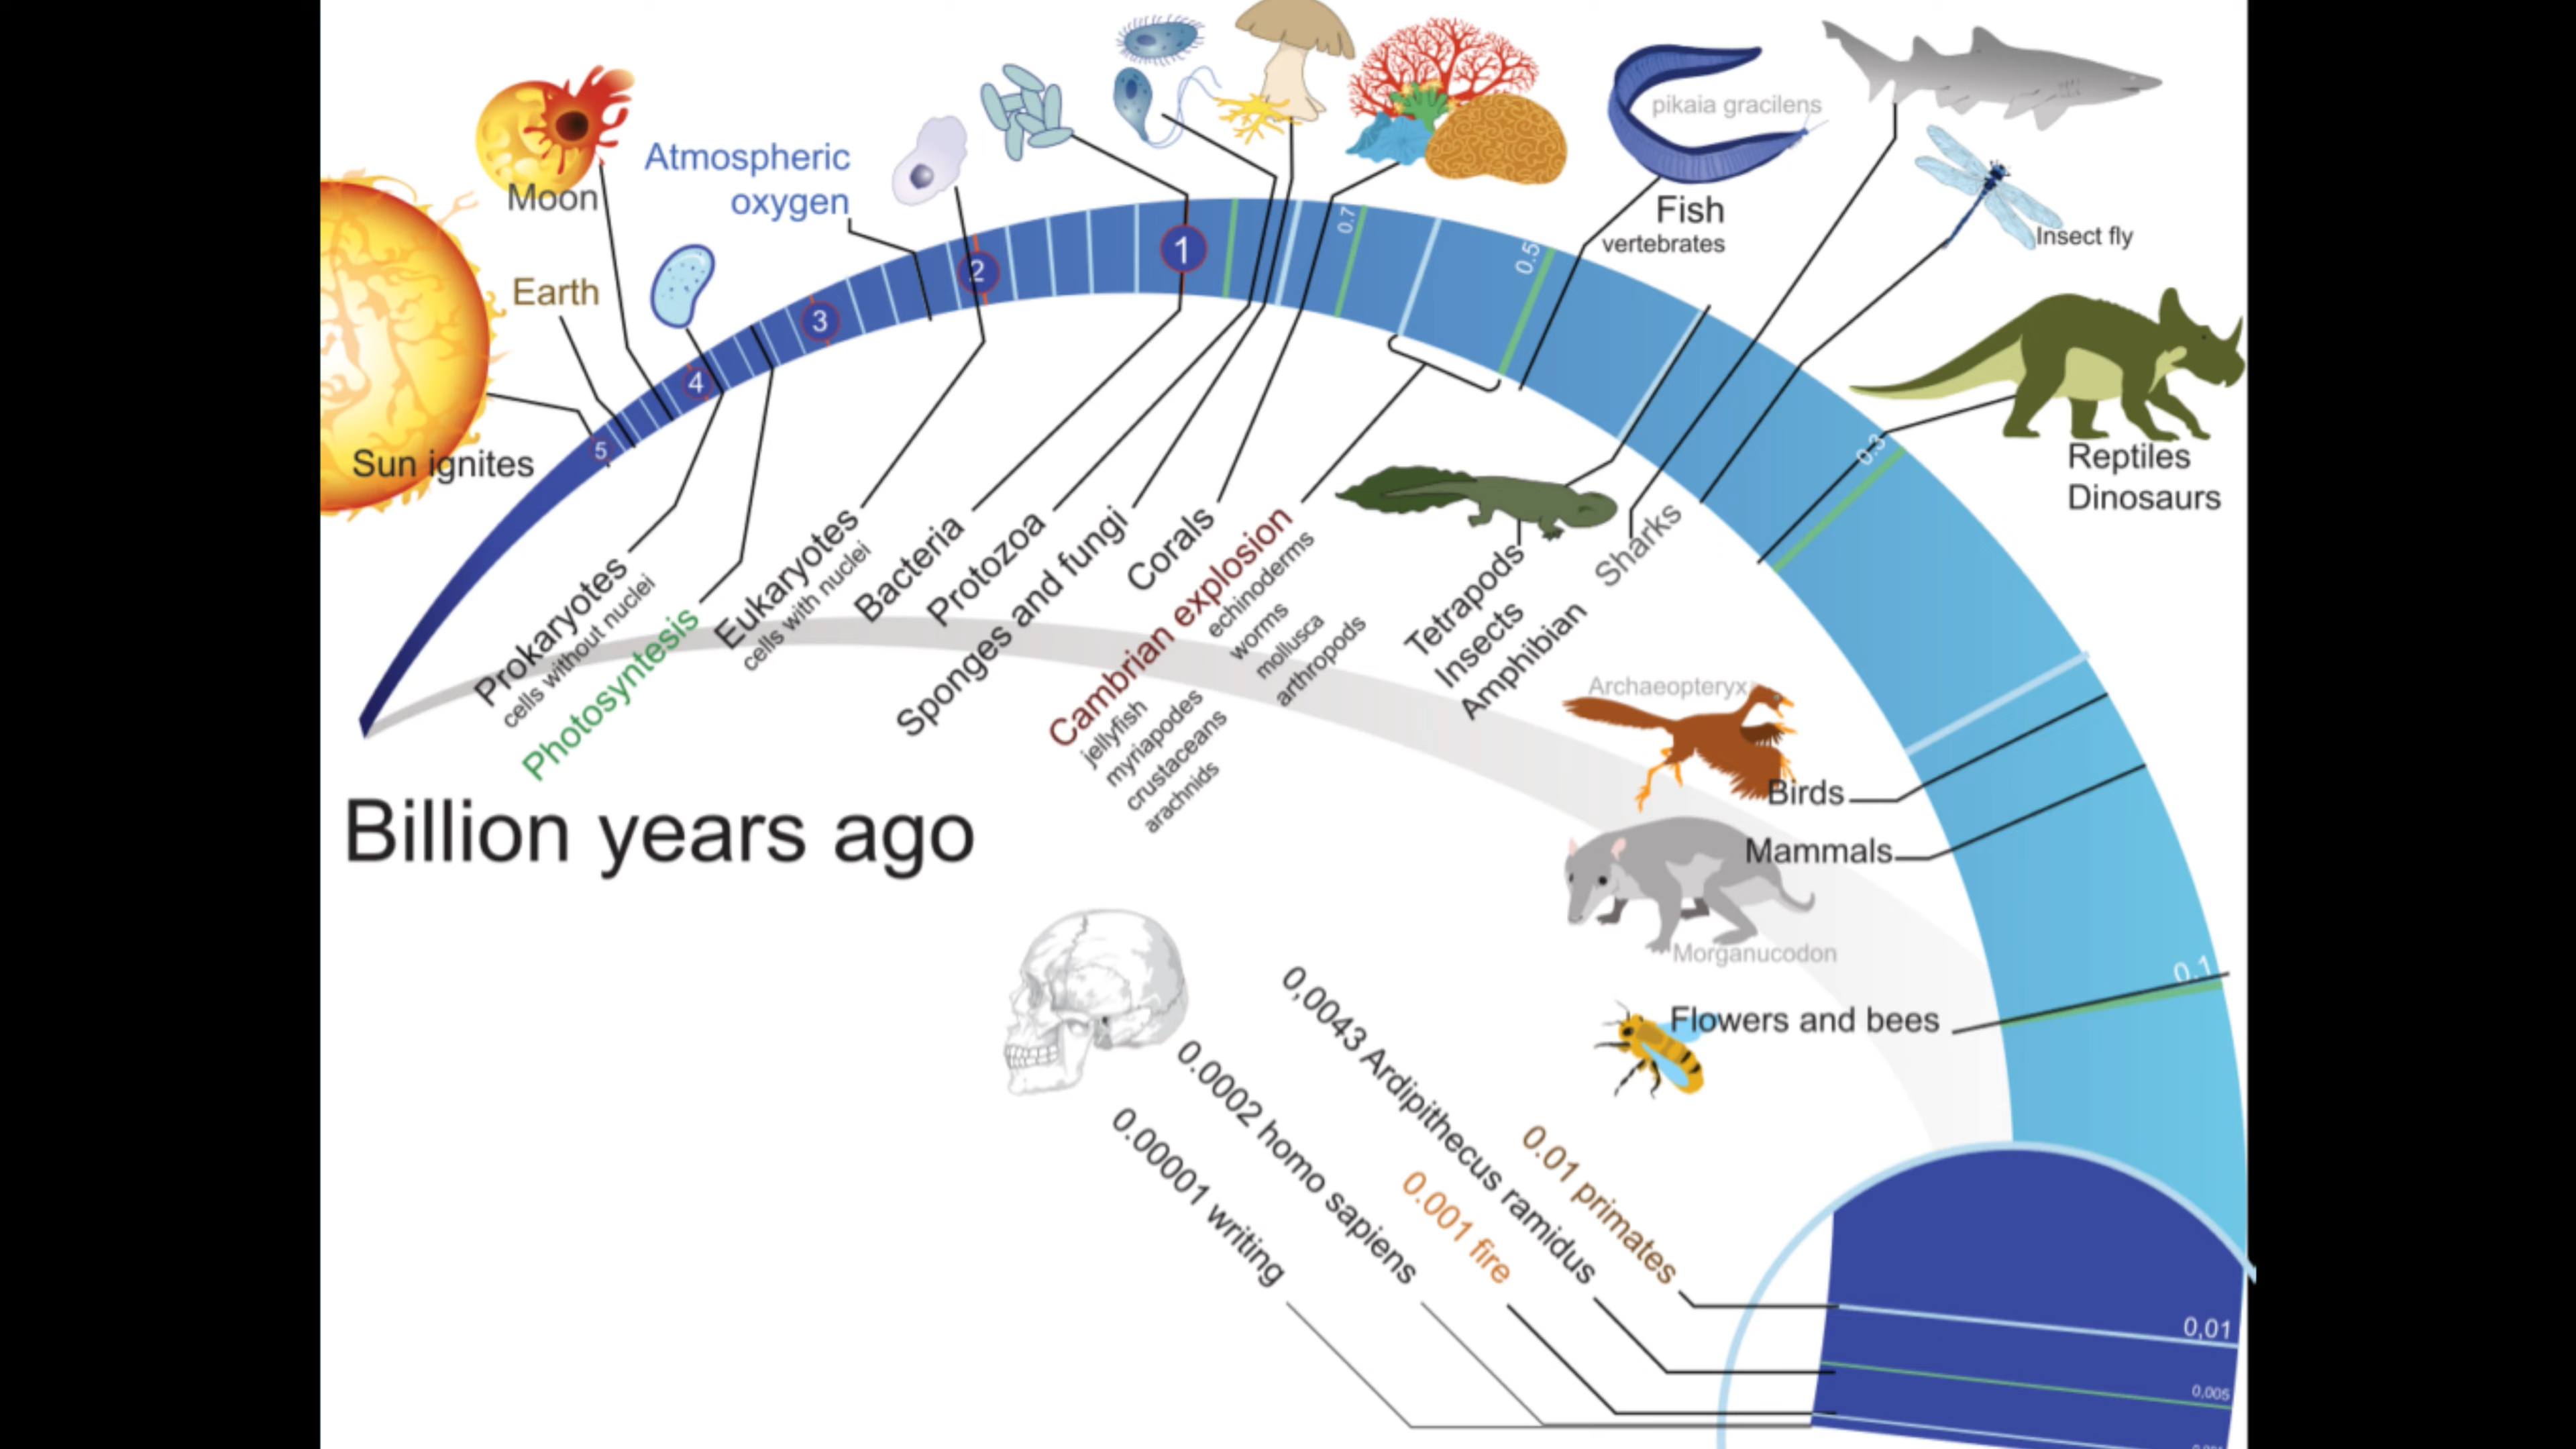 Moon
Atmospheric
oxygen
Earth
Sun ignites
pikaia gracilens
Fish
vertebrates
Insect fly
Reptiles
Dinosaurs
5
4
3
2
1
0.7
0.5
0.3
0.1
Prokaryotes
cells without nuclei
Photosyntesis
Eukaryotes
cells with nuclei
Bacteria
Protozoa
Sponges and fungi
Corals
Cambrian explosion
echinoderms
worms
mollusca
arthropods
jellyfish
myriapodes
crustaceans
arachnids
Tetrapods
Insects
Amphibian
Sharks
Archaeopteryx
Birds
Mammals
Morganucodon
Flowers and bees
Billion years ago
0,0043 Ardipithecus ramidus
0.0002 homo sapiens
0.00001 writing
0.001 fire
0.01 primates
0,01
0,005